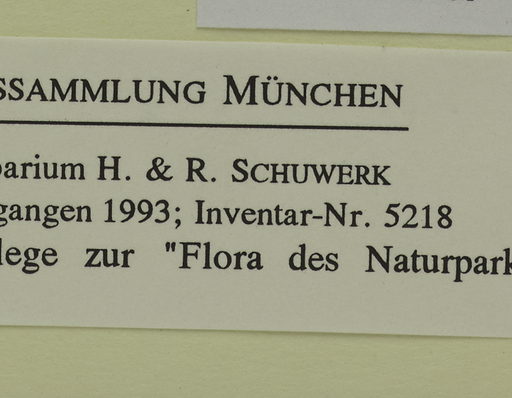 SSAMMLUNG MÜNCHEN
barium H. & R. SCHUWERK
gangen 1993; Inventar-Nr. 5218
lege zur "Flora des Naturpark